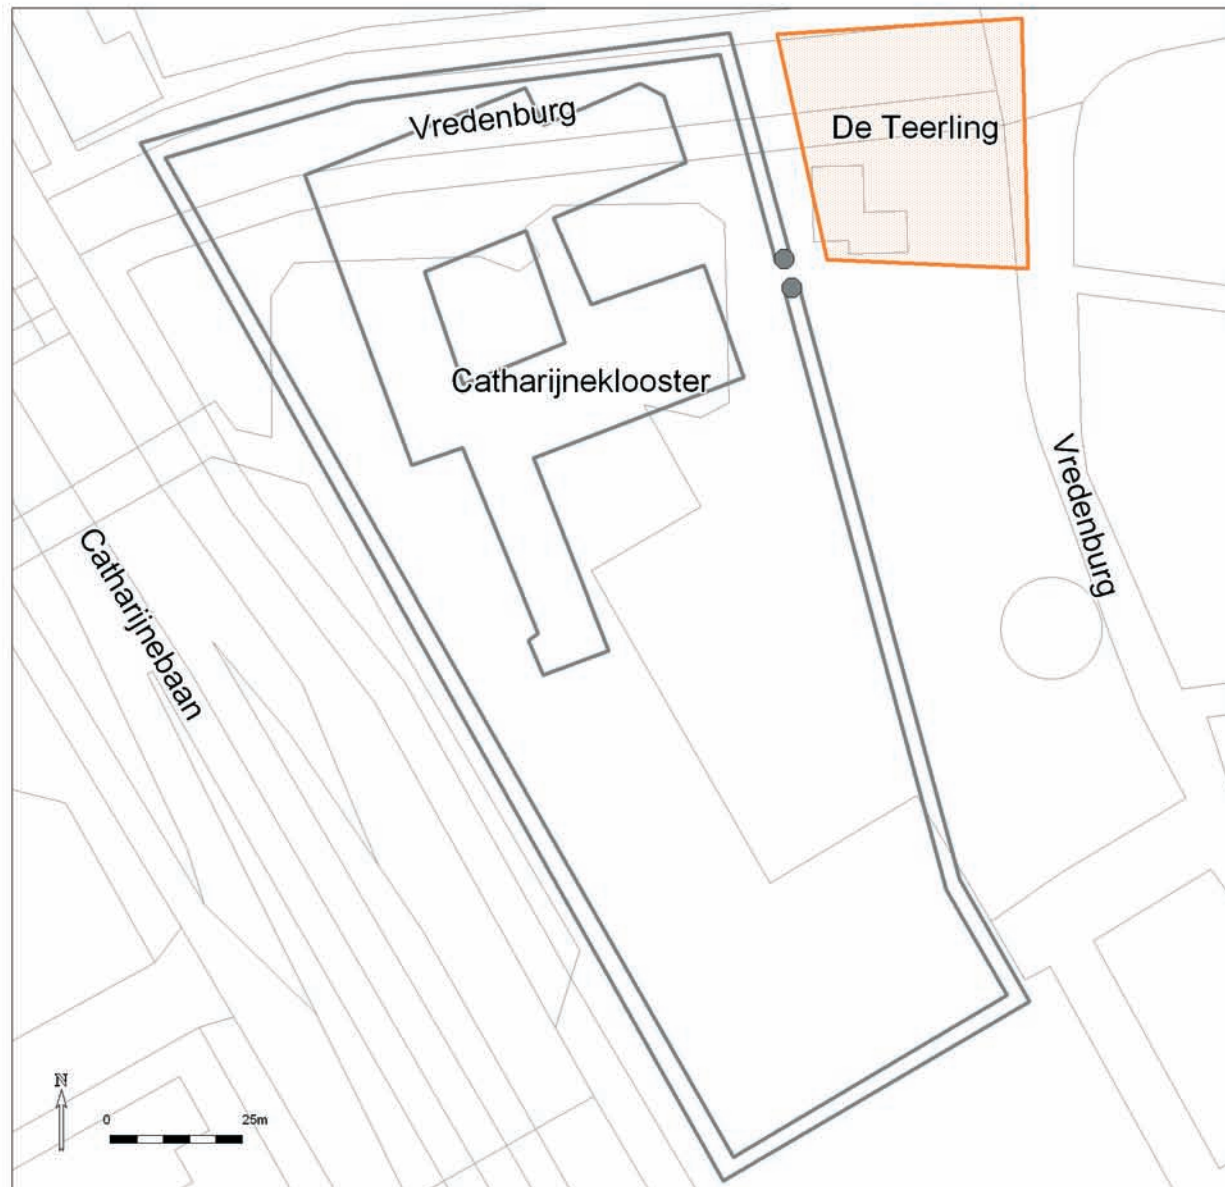 Vredenburg
De Teerling
Catharijneklooster
Vredenburg
Catharijnebaan
N
0 25m